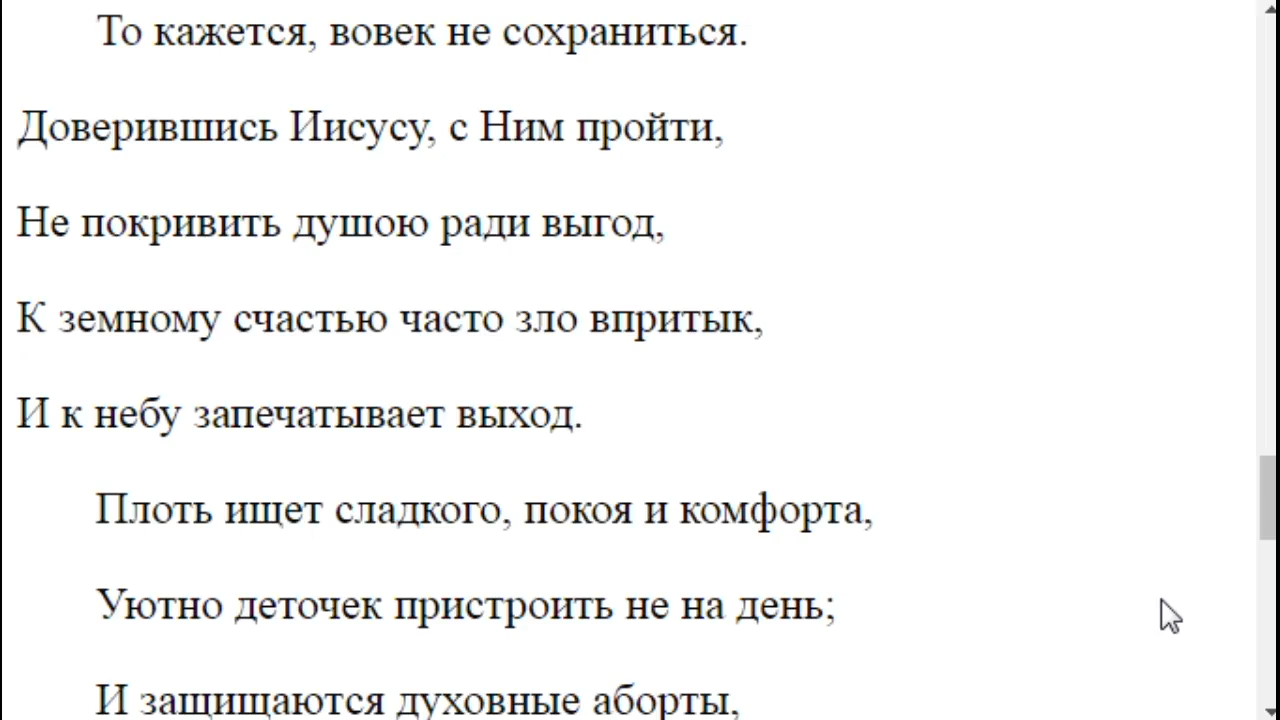 То кажется, вовек не сохраниться.
Доверившись Иисусу, с Ним пройти,
Не покривить душою ради выгод,
К земному счастью часто зло впритык,
И к небу запечатывает выход.
Плоть ищет сладкого, покоя и комфорта,
Уютно деточек пристроить не на день;
И защищаются духовные аборты,